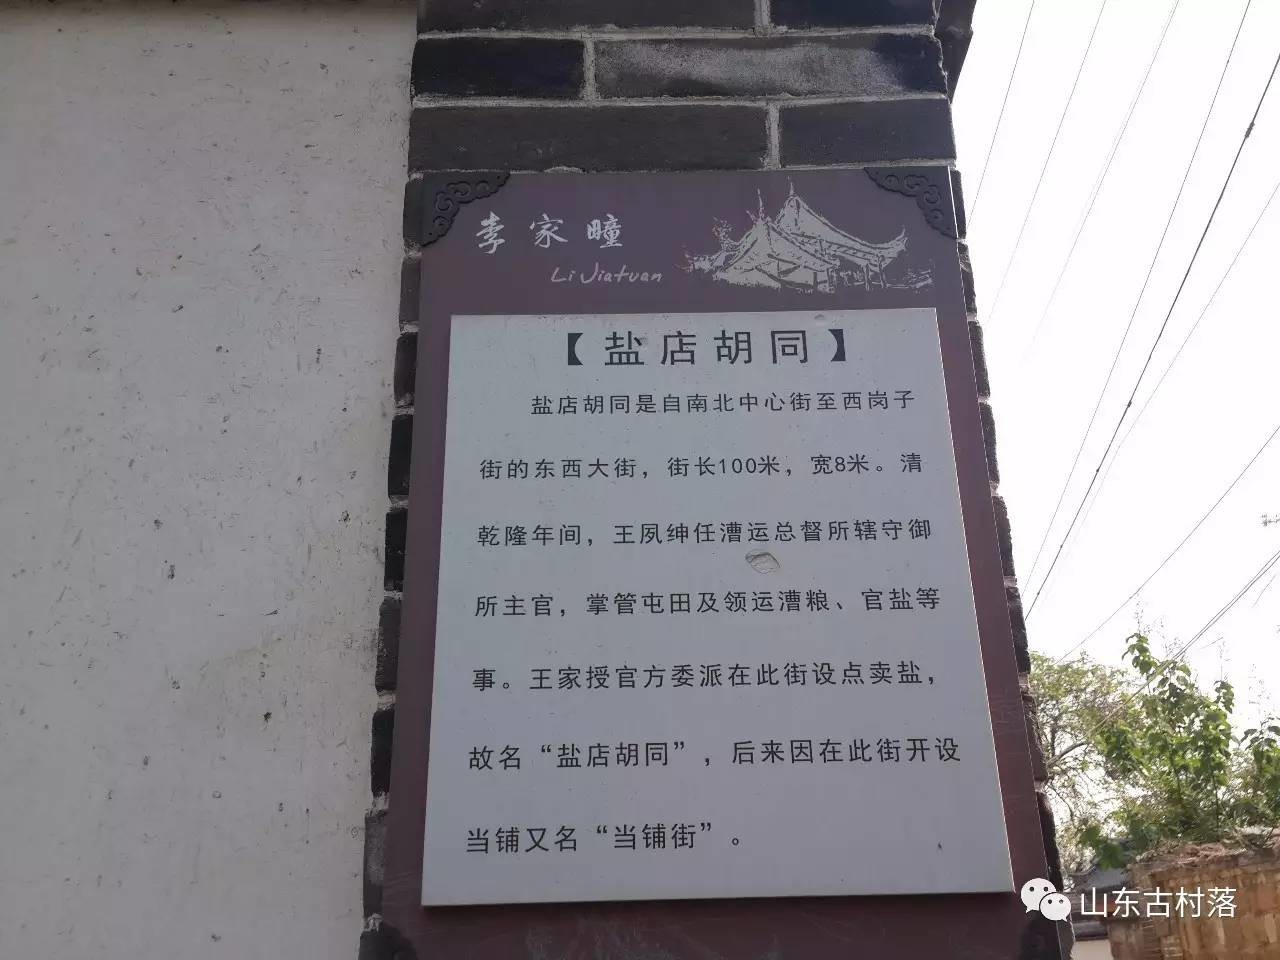 李家疃
Li Jiatuan
【盐店胡同】
盐店胡同是自南北中心街至西岗子
街的东西大街，街长100米，宽8米。清
乾隆年间，王夙绅任漕运总督所辖守御
所主官，掌管屯田及领运漕粮、官盐等
事。王家授官方委派在此街设点卖盐，
故名“盐店胡同”，后来因在此街开设
当铺又名“当铺街”。
山东古村落